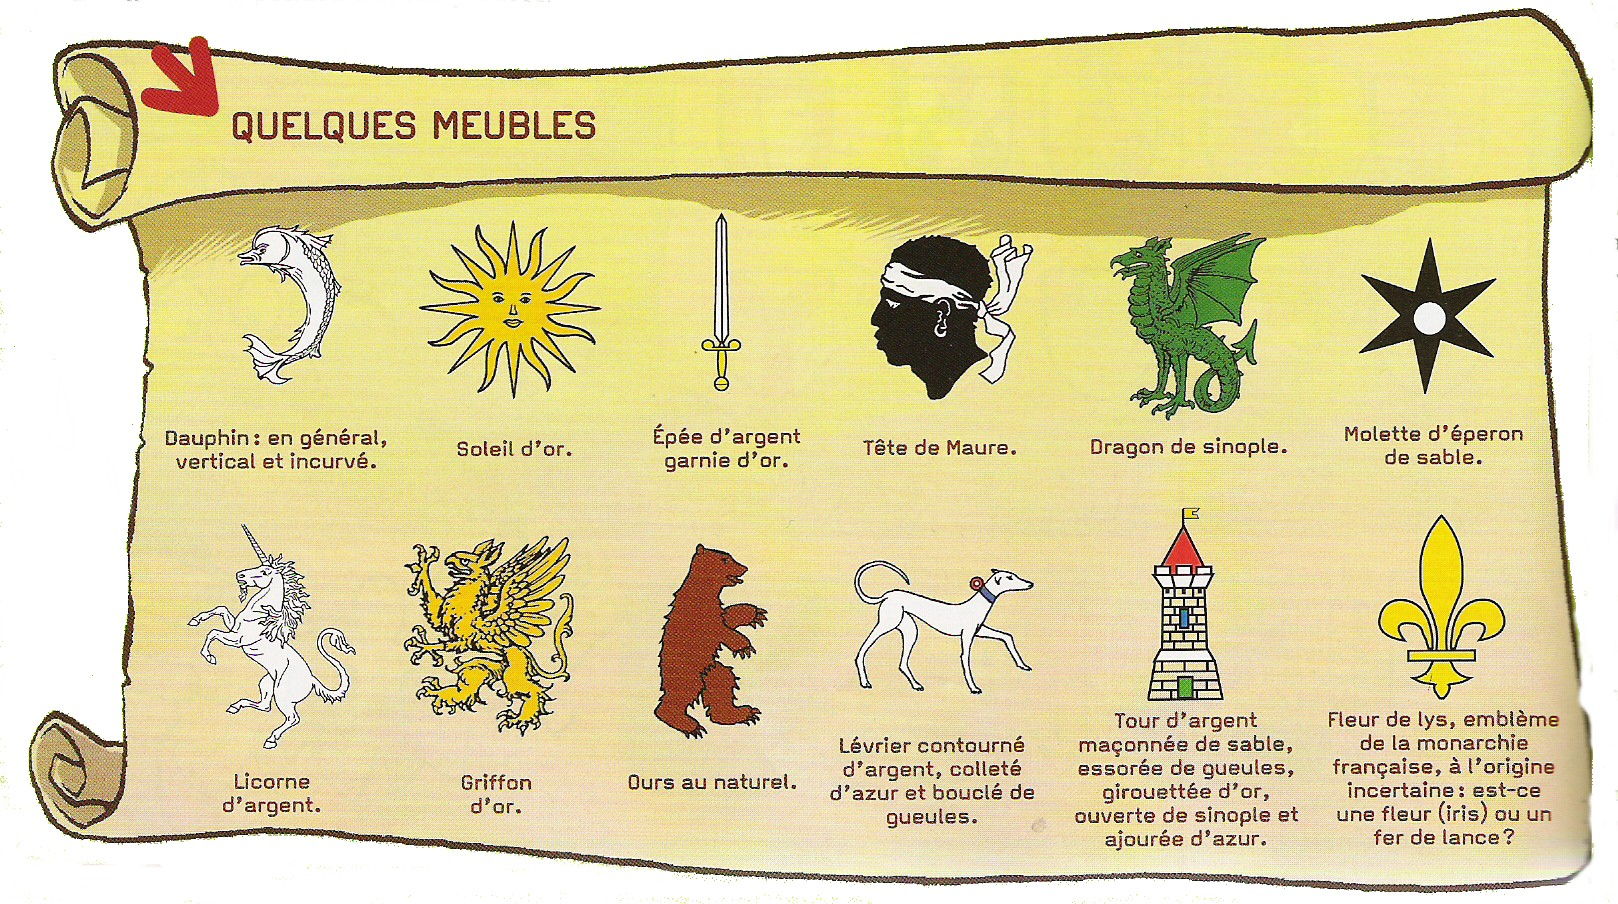 QUELQUES MEUBLES
Dauphin : en général,
vertical et incurvé.
Soleil d'or.
Épée d'argent
garnie d'or.
Tête de Maure.
Dragon de sinople.
Molette d'éperon
de sable.
Licorne
d'argent.
Griffon
d'or.
Ours au naturel.
Lévrier contourné
d'argent, colleté
d'azur et bouclé de
gueules.
Tour d'argent
maçonnée de sable,
essorée de gueules,
girouettée d'or,
ouverte de sinople et
ajourée d'azur.
Fleur de lys, emblème
de la monarchie
française, à l'origine
incertaine : est-ce
une fleur (iris) ou un
fer de lance ?